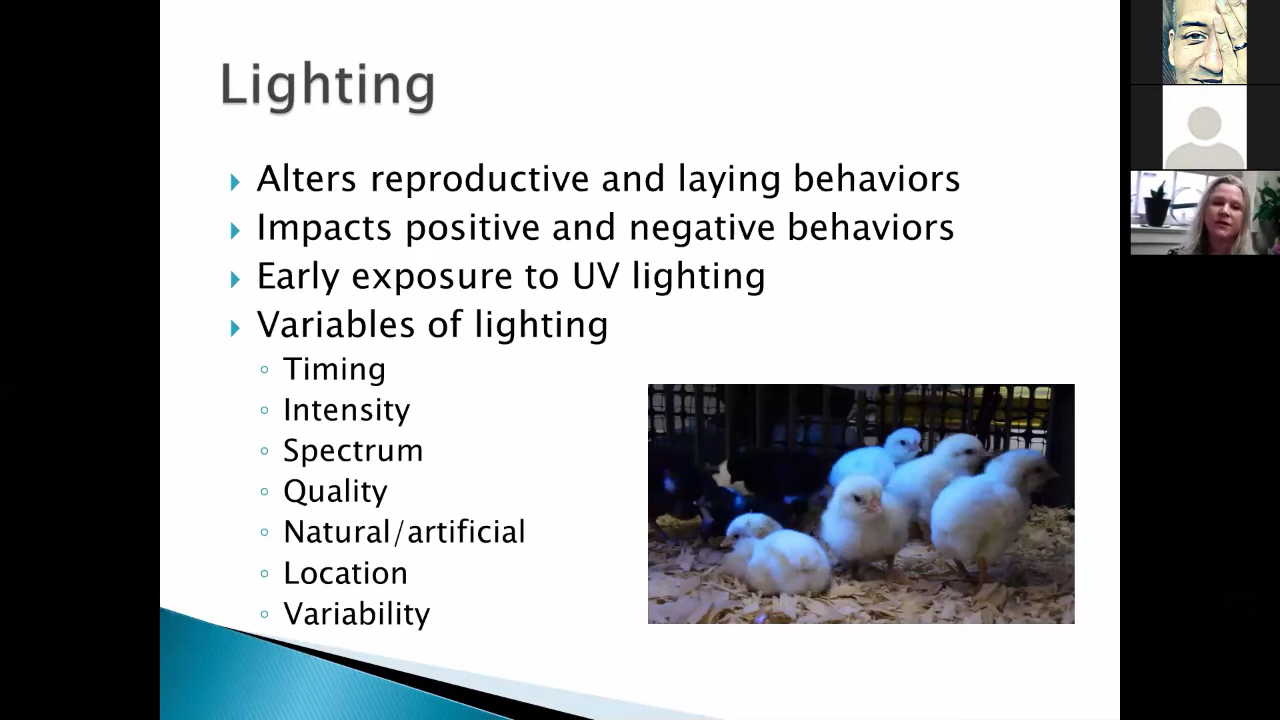 Lighting
Alters reproductive and laying behaviors
Impacts positive and negative behaviors
Early exposure to UV lighting
Variables of lighting
Timing
Intensity
Spectrum
Quality
Natural/artificial
Location
Variability